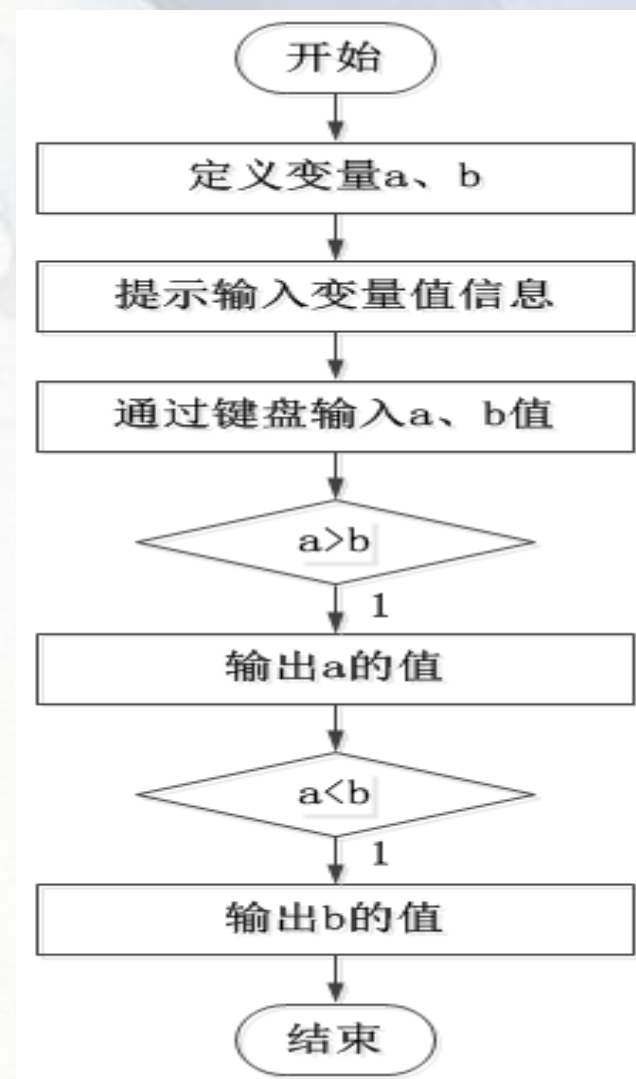 开始
定义变量a、b
提示输入变量值信息
通过键盘输入a、b值
a>b
1
输出a的值
a<b
1
输出b的值
结束